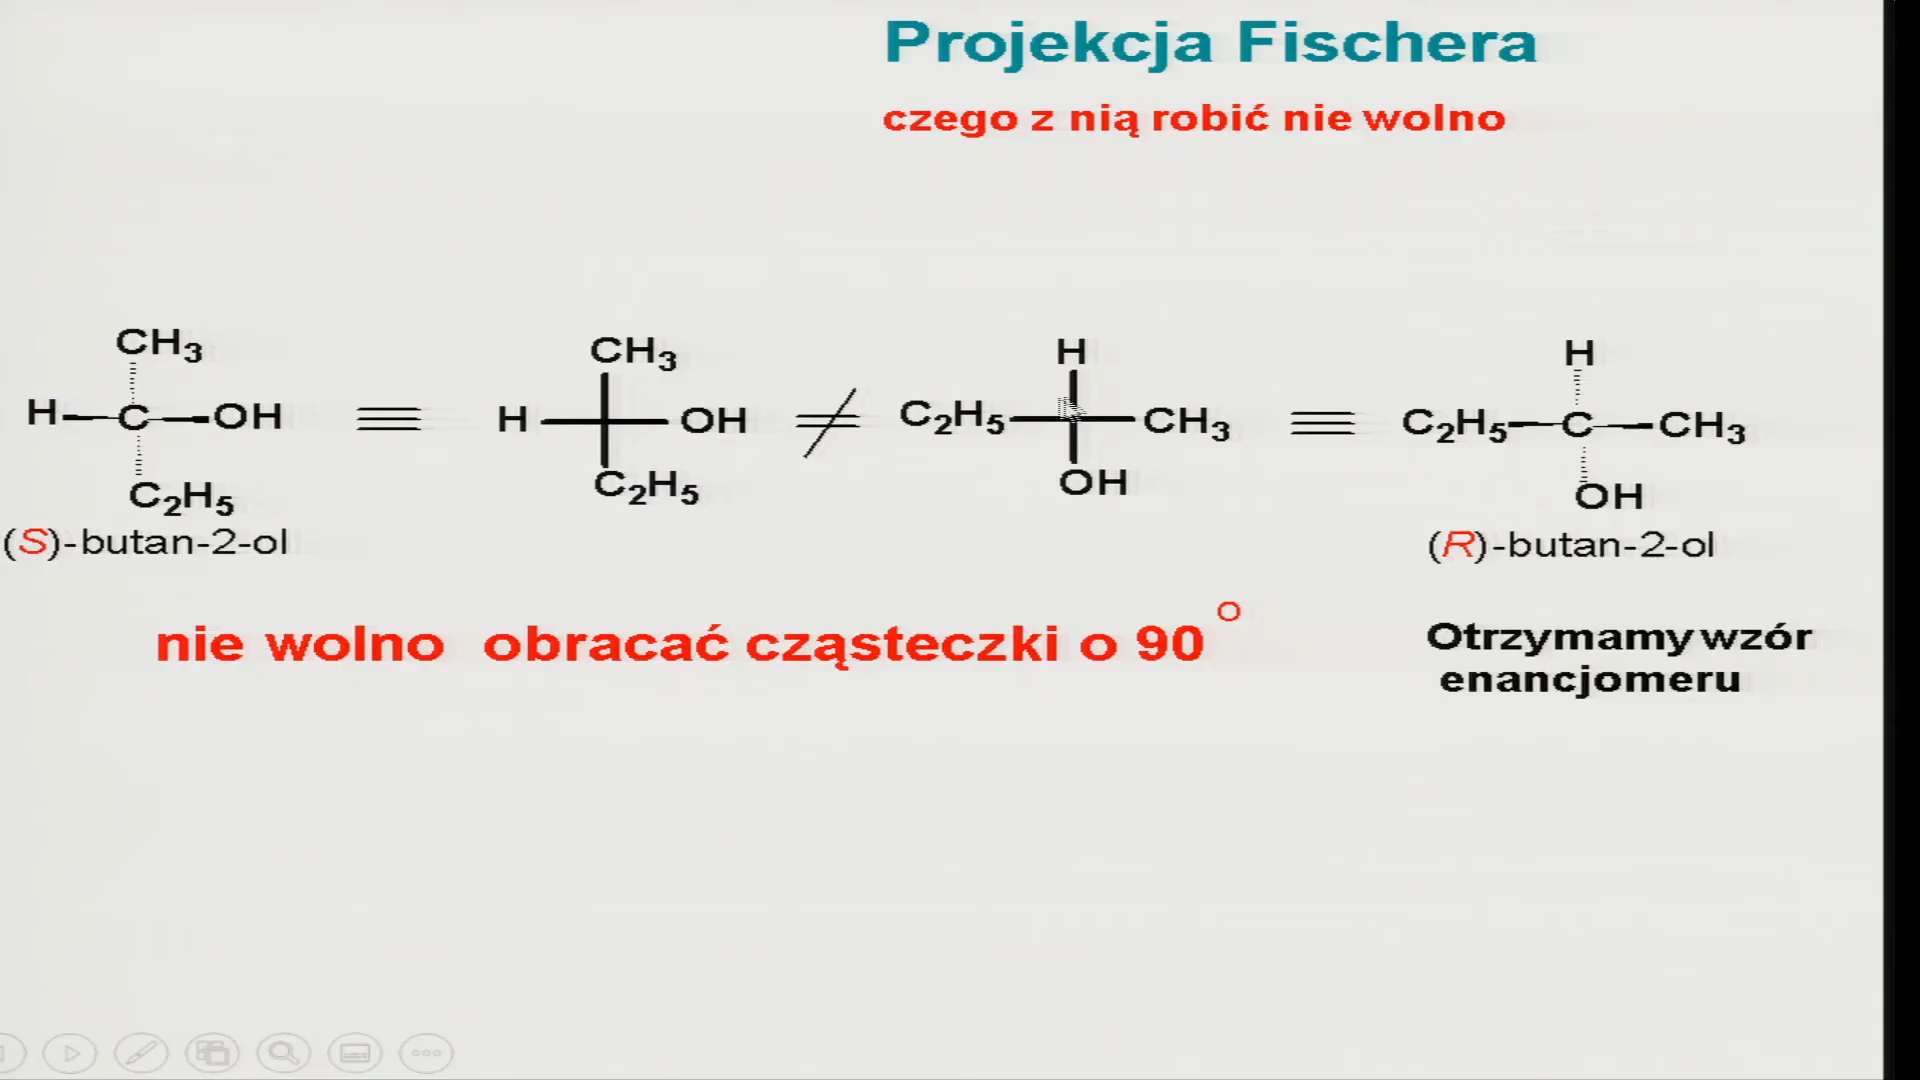 Projekcja Fischera
czego z nią robić nie wolno
CH3
H C OH
C2H5
(S)-butan-2-ol
CH3
H OH
C2H5
H
C2H5 CH3
OH
H
C2H5 C CH3
OH
(R)-butan-2-ol
nie wolno obracać cząsteczki o 90 o
Otrzymamy wzór
enancjomeru